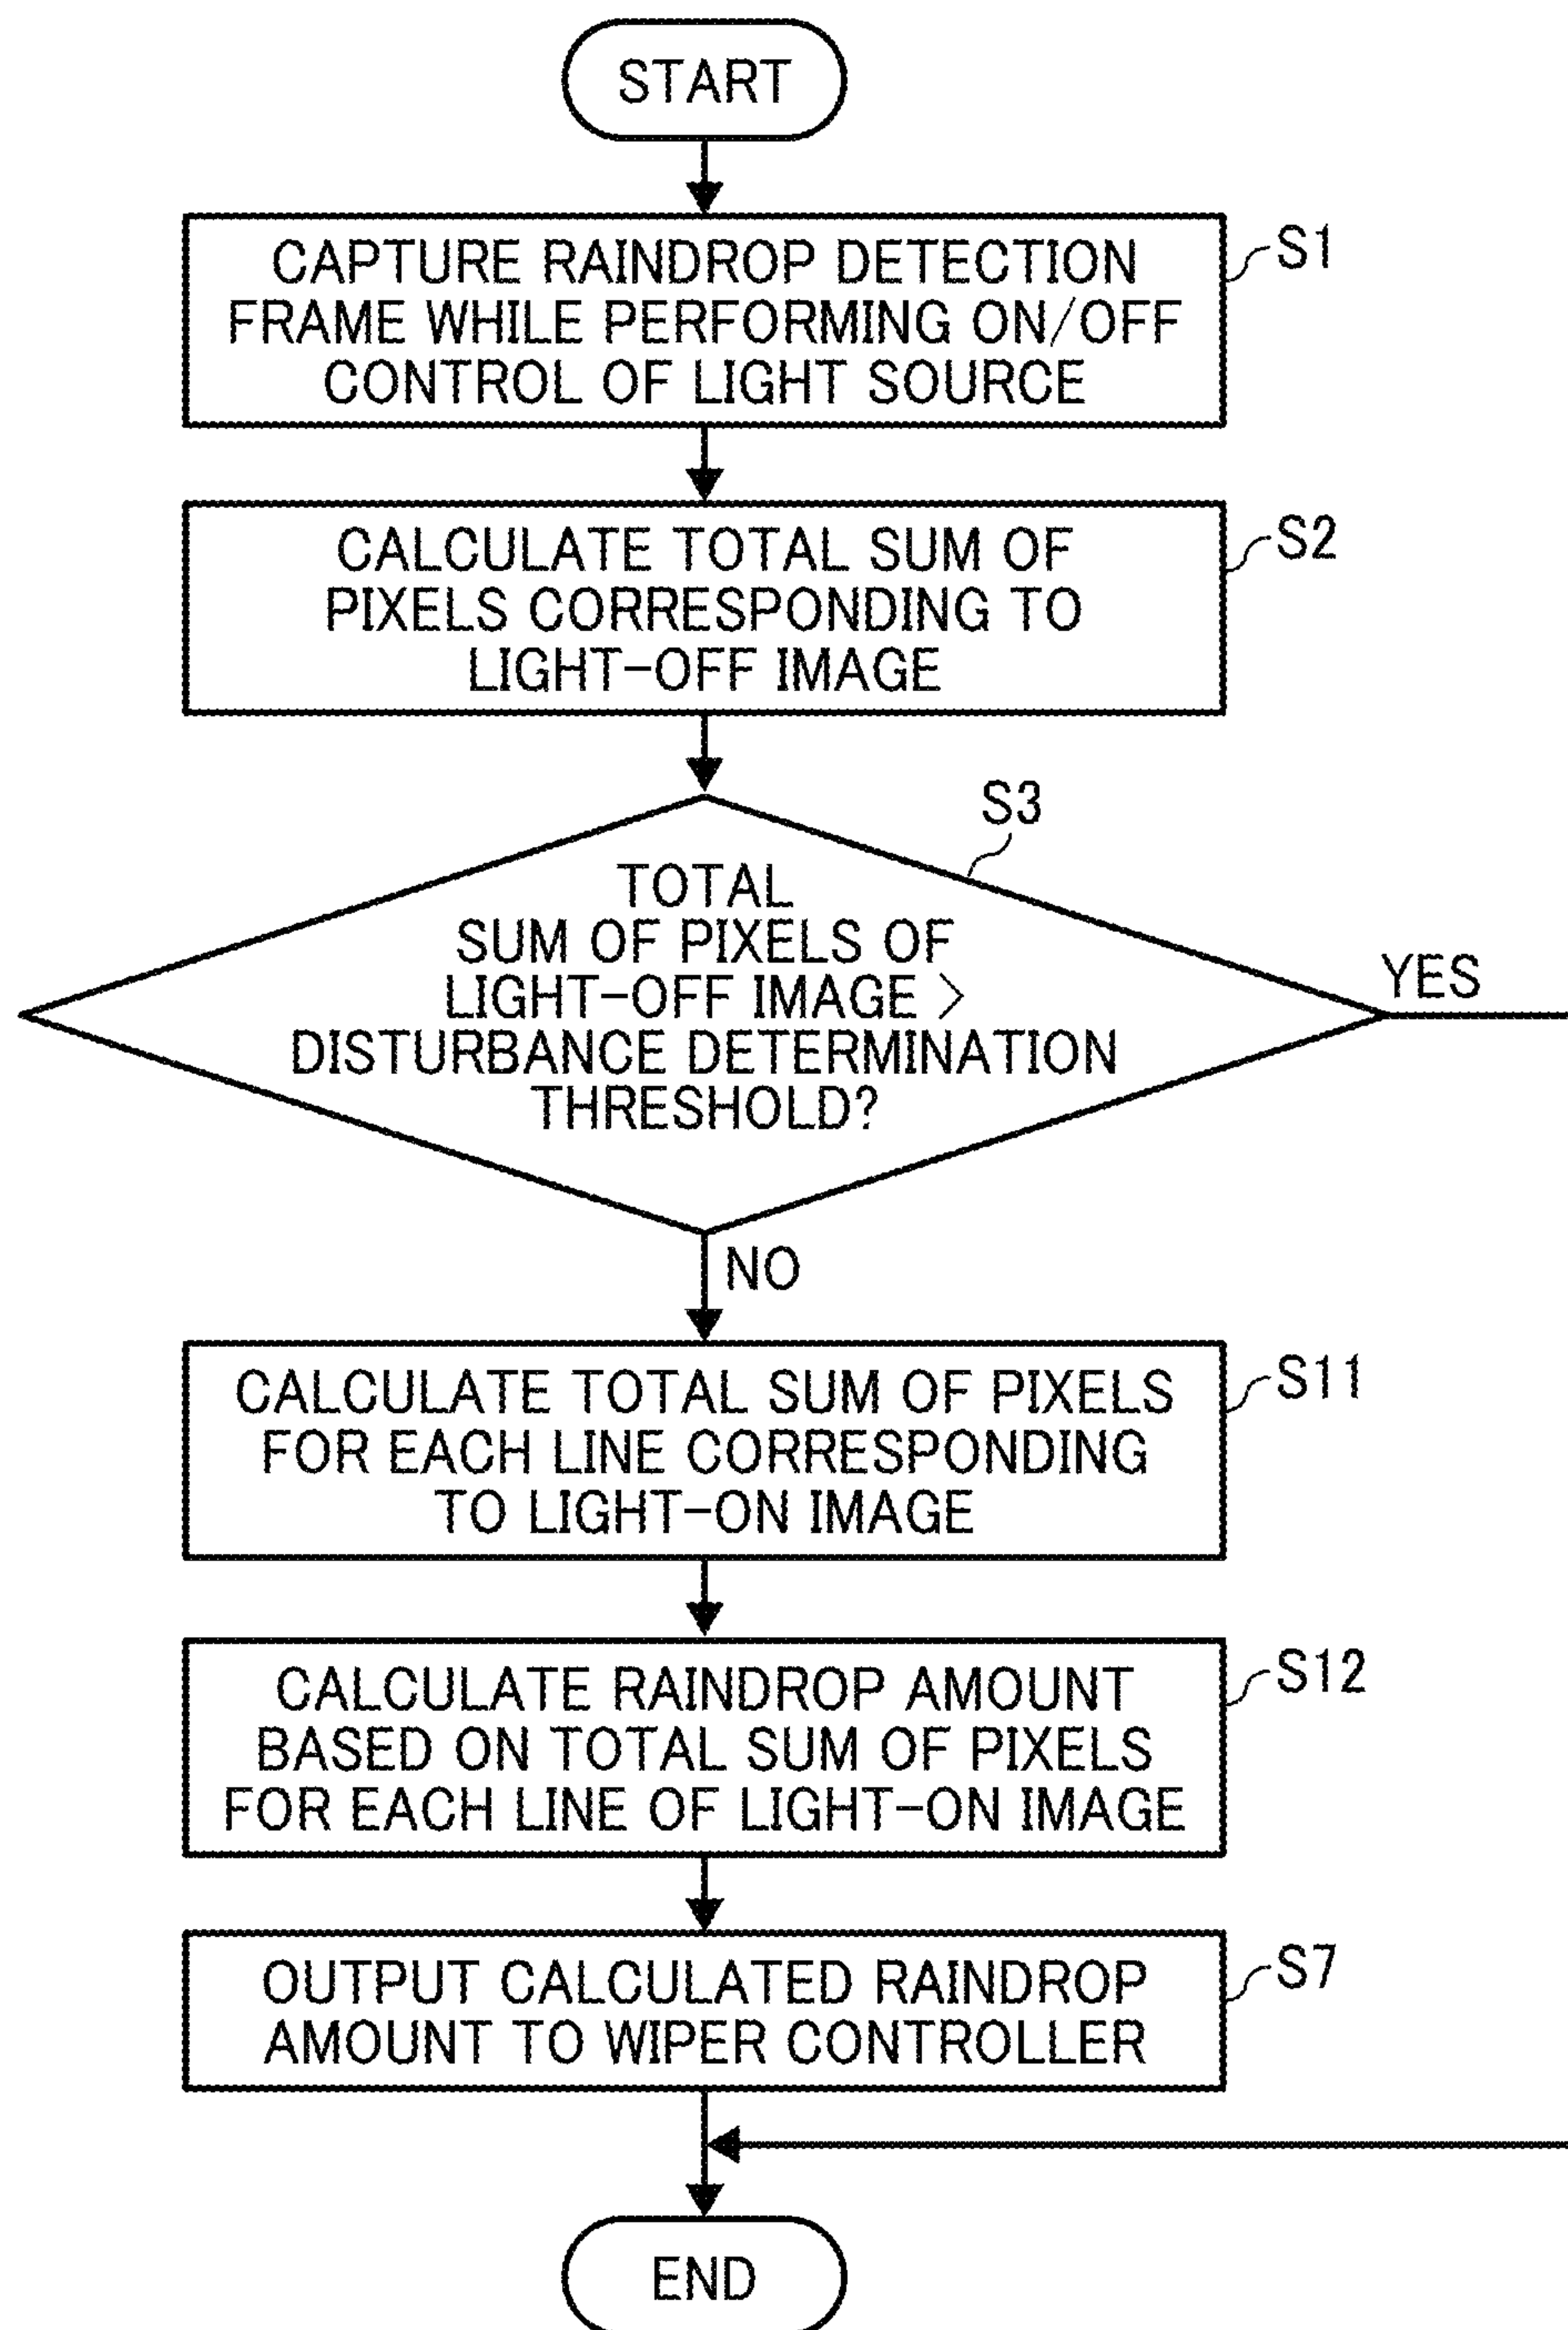 START
CAPTURE RAINDROP DETECTION
FRAME WHILE PERFORMING ON/OFF
CONTROL OF LIGHT SOURCE
S1
CALCULATE TOTAL SUM OF
PIXELS CORRESPONDING TO
LIGHT-OFF IMAGE
S2
TOTAL
SUM OF PIXELS OF
LIGHT-OFF IMAGE >
DISTURBANCE DETERMINATION
THRESHOLD?
S3
YES
NO
CALCULATE TOTAL SUM OF PIXELS
FOR EACH LINE CORRESPONDING
TO LIGHT-ON IMAGE
S11
CALCULATE RAINDROP AMOUNT
BASED ON TOTAL SUM OF PIXELS
FOR EACH LINE OF LIGHT-ON IMAGE
S12
OUTPUT CALCULATED RAINDROP
AMOUNT TO WIPER CONTROLLER
S7
END